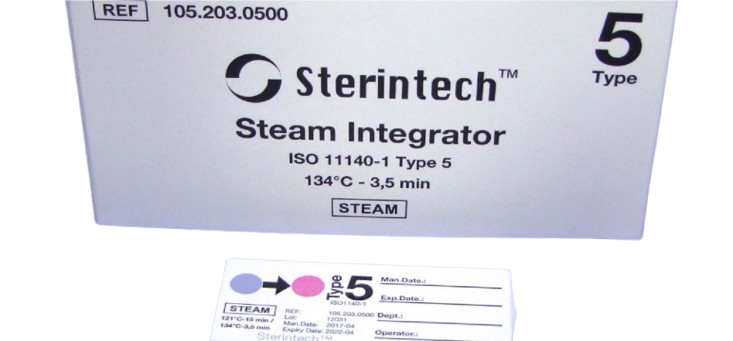 REF 105.203.0500
5
Type
Sterintech™
Steam Integrator
ISO 11140-1 Type 5
134°C - 3,5 min
STEAM
Type 5
ISO1140-1
Man.Date.:
Exp.Date.:
Dept.:
Operator.:
STEAM
121°C-15 min /
134°C-3,5 min
REF: 105.203.0500
Lot: 12031
Man.Date: 2017-04
Expiry Date: 2022-04
Sterintech™